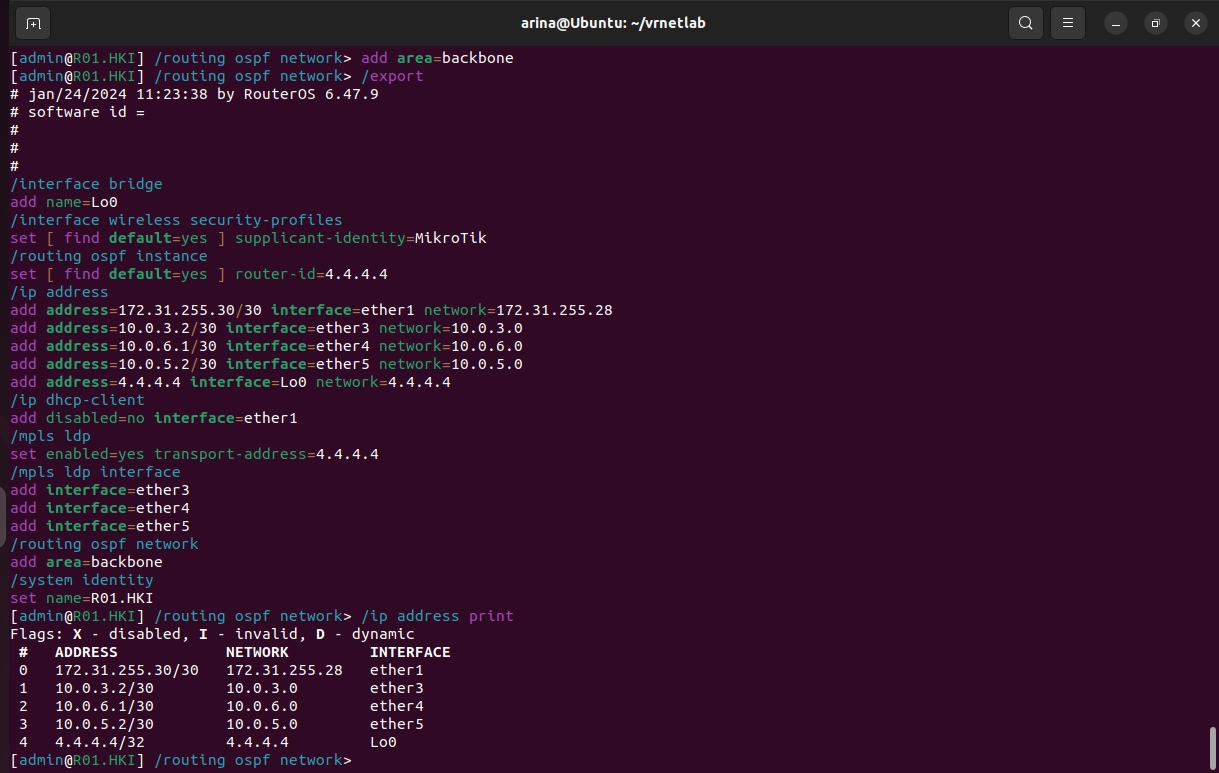 arina@Ubuntu: ~/vrnetlab
[admin@R01.HKI] /routing ospf network> add area=backbone
[admin@R01.HKI] /routing ospf network> /export
# jan/24/2024 11:23:38 by RouterOS 6.47.9
# software id =
#
#
#
/interface bridge
add name=Lo0
/interface wireless security-profiles
set [ find default=yes ] supplicant-identity=MikroTik
/routing ospf instance
set [ find default=yes ] router-id=4.4.4.4
/ip address
add address=172.31.255.30/30 interface=ether1 network=172.31.255.28
add address=10.0.3.2/30 interface=ether3 network=10.0.3.0
add address=10.0.6.1/30 interface=ether4 network=10.0.6.0
add address=10.0.5.2/30 interface=ether5 network=10.0.5.0
add address=4.4.4.4 interface=Lo0 network=4.4.4.4
/ip dhcp-client
add disabled=no interface=ether1
/mpls ldp
set enabled=yes transport-address=4.4.4.4
/mpls ldp interface
add interface=ether3
add interface=ether4
add interface=ether5
/routing ospf network
add area=backbone
/system identity
set name=R01.HKI
[admin@R01.HKI] /routing ospf network> /ip address print
Flags: X - disabled, I - invalid, D - dynamic
# ADDRESS NETWORK INTERFACE
0 172.31.255.30/30 172.31.255.28 ether1
1 10.0.3.2/30 10.0.3.0 ether3
2 10.0.6.1/30 10.0.6.0 ether4
3 10.0.5.2/30 10.0.5.0 ether5
4 4.4.4.4/32 4.4.4.4 Lo0
[admin@R01.HKI] /routing ospf network>